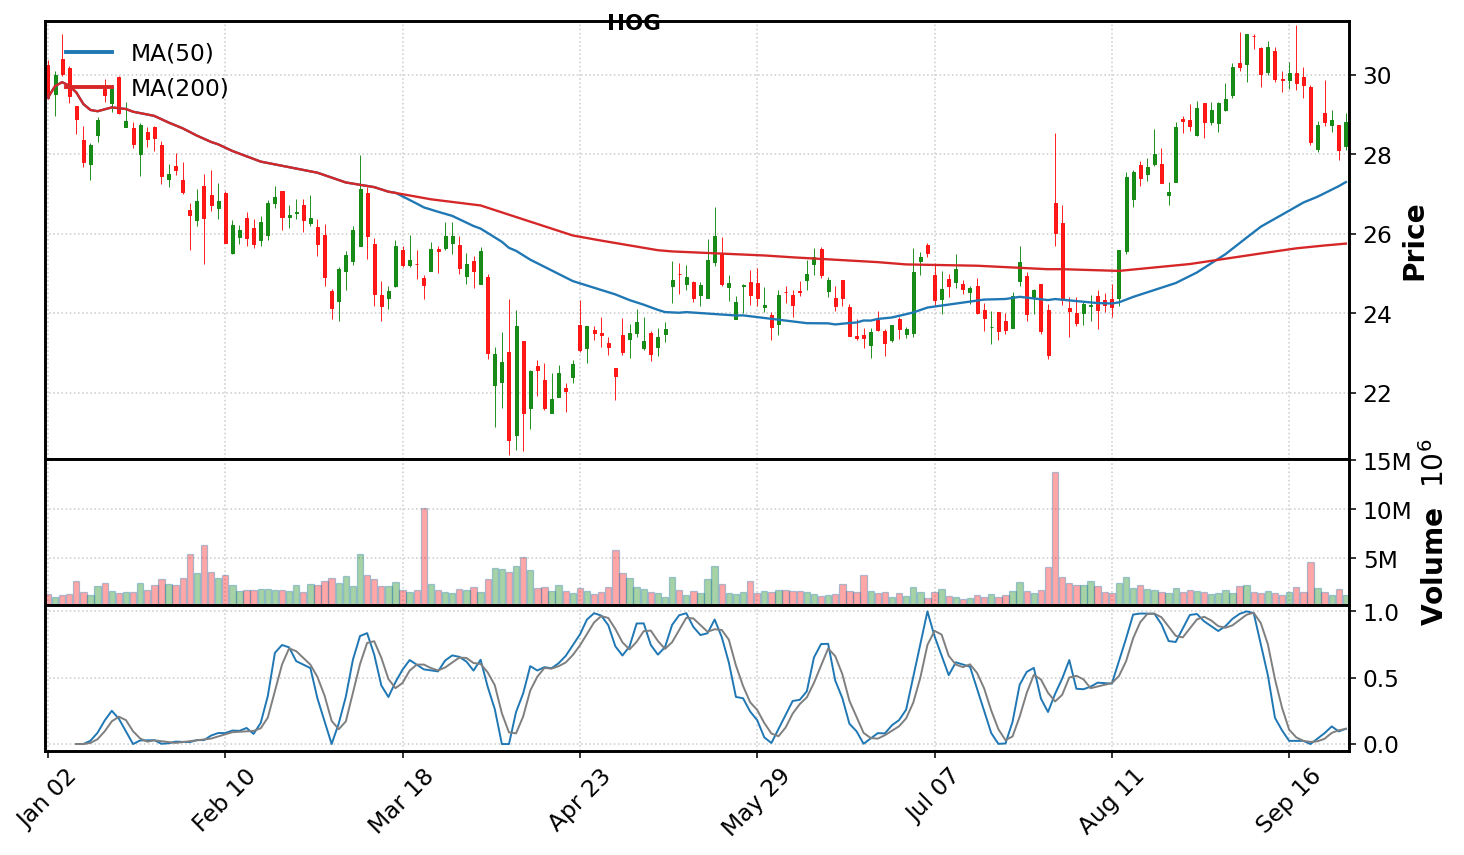 HOG
MA(50)
MA(200)
30
28
26
24
22
Price
15M
10M
5M
Volume 10^6
1.0
0.5
0.0
Jan 02
Feb 10
Mar 18
Apr 23
May 29
Jul 07
Aug 11
Sep 16